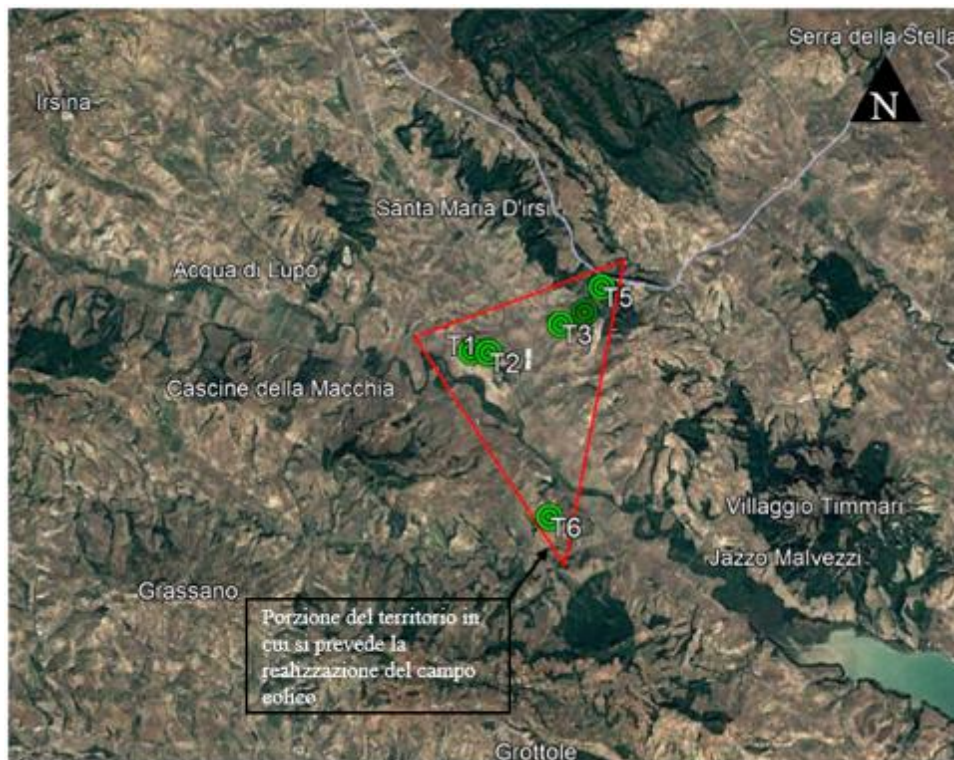 Serra della Stella
N
Irsina
Santa Maria D'irsi
Acqua di Lupo
T5
T3
T1
T2
Cascine della Macchia
T6
Villaggio Timmari
Jazzo Malvezzi
Grassano
Porzione del territorio in
cui si prevede la
realizzazione del campo
eolico
Grottole